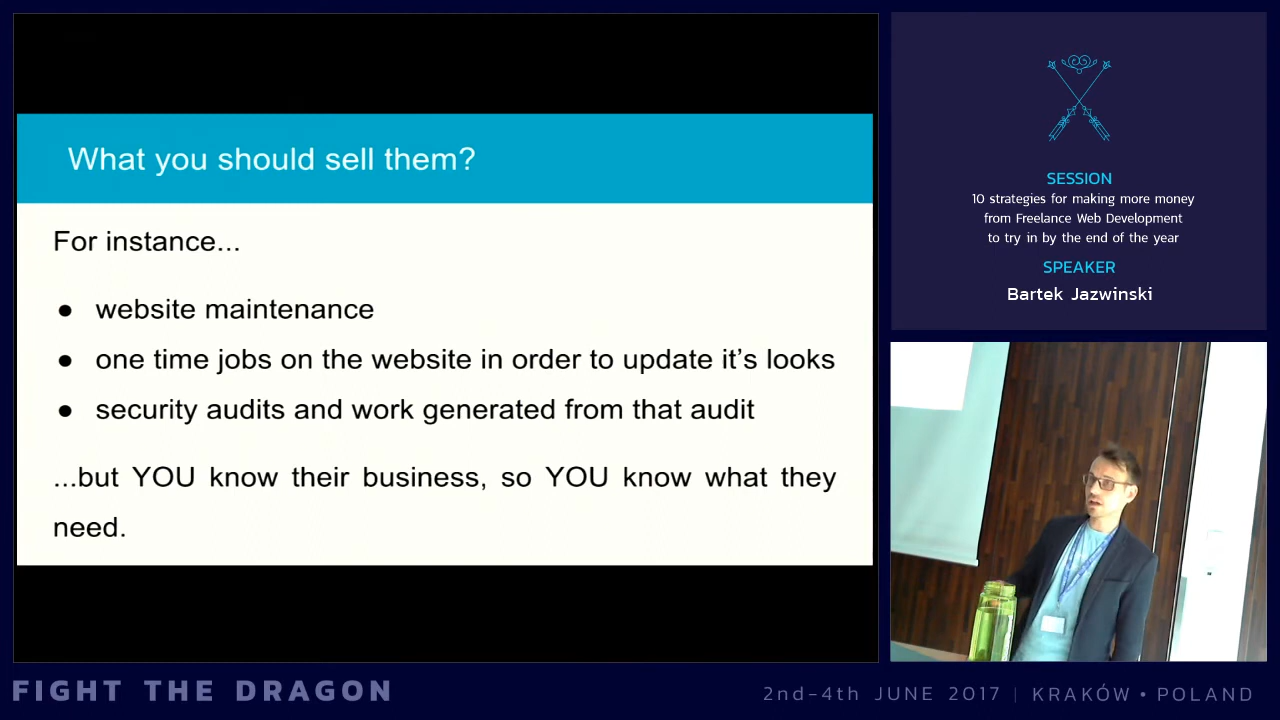 What you should sell them?
For instance...
● website maintenance
● one time jobs on the website in order to update it’s looks
● security audits and work generated from that audit
...but YOU know their business, so YOU know what they
need.
SESSION
10 strategies for making more money
from Freelance Web Development
to try in by the end of the year
SPEAKER
Bartek Jazwinski
FIGHT THE DRAGON
2nd-4th JUNE 2017 | KRAKÓW • POLAND